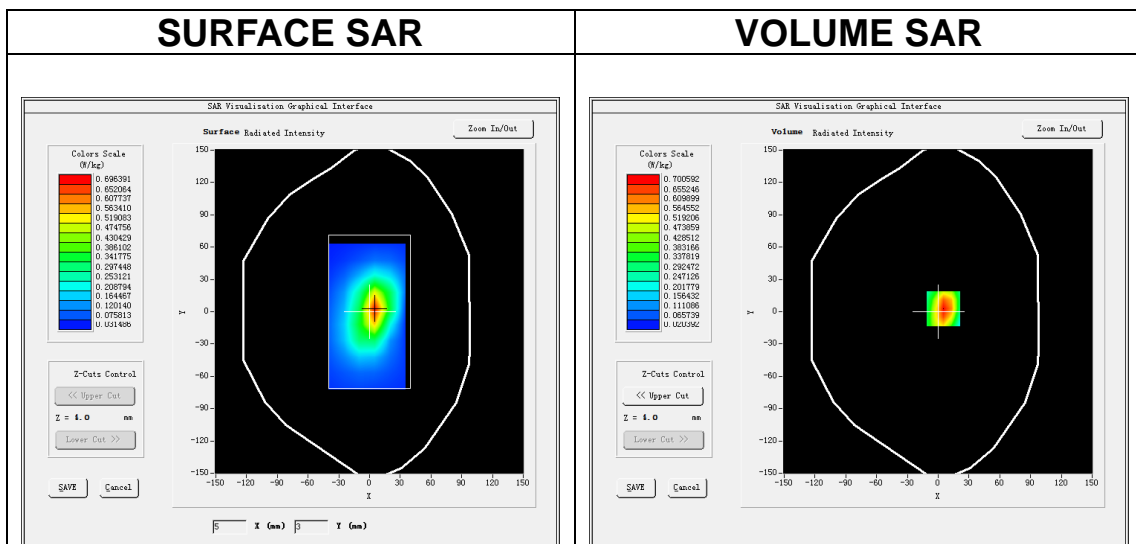 SURFACE SAR
VOLUME SAR
SAR Visualisation Graphical Interface
Surface Radiated Intensity
Zoom In/Out
Colors Scale
(W/kg)
0.696391
0.652064
0.607737
0.563410
0.519083
0.474756
0.430429
0.386102
0.341775
0.297448
0.253121
0.208794
0.164467
0.120140
0.075813
0.031486
150
120
90
60
30
0
-30
-60
-90
-120
-150
Y
-150 -120 -90 -60 -30 0 30 60 90 120 150
X
Z-Cuts Control
<< Upper Cut
Z = 4.0 mm
Lower Cut >>
SAVE
Cancel
5 X (mm) 3 Y (mm)
SAR Visualisation Graphical Interface
Volume Radiated Intensity
Zoom In/Out
Colors Scale
(W/kg)
0.700592
0.655246
0.609899
0.564552
0.519206
0.473859
0.428512
0.383166
0.337819
0.292472
0.247126
0.201779
0.156432
0.111086
0.065739
0.020392
150
120
90
60
30
0
-30
-60
-90
-120
-150
Y
-150 -120 -90 -60 -30 0 30 60 90 120 150
X
Z-Cuts Control
<< Upper Cut
Z = 4.0 mm
Lower Cut >>
SAVE
Cancel